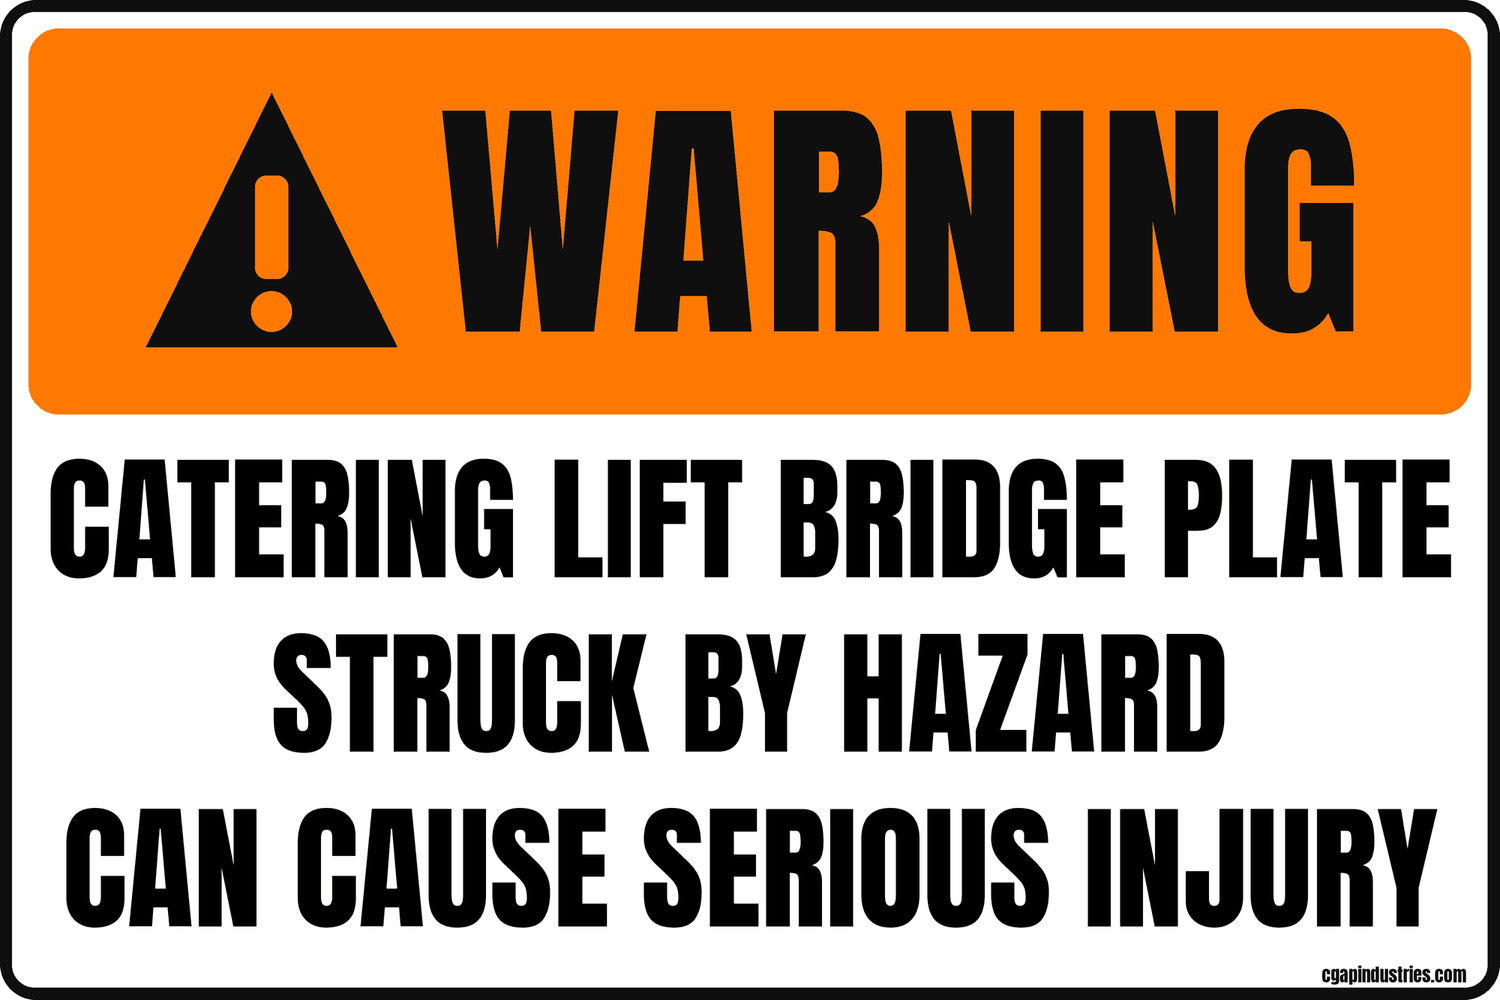 WARNING
CATERING LIFT BRIDGE PLATE
STRUCK BY HAZARD
CAN CAUSE SERIOUS INJURY
cgapindustries.com